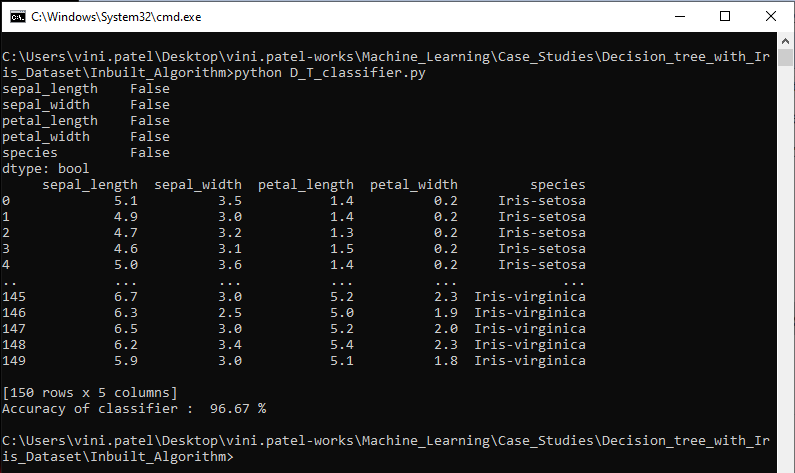 C:\Windows\System32\cmd.exe
C:\Users\vini.patel\Desktop\vini.patel-works\Machine_Learning\Case_Studies\Decision_tree_with_Ir
is_Dataset\Inbuilt_Algorithm>python D_T_classifier.py
sepal_length    False
sepal_width     False
petal_length    False
petal_width     False
species         False
dtype: bool
     sepal_length  sepal_width  petal_length  petal_width         species
0             5.1          3.5           1.4          0.2     Iris-setosa
1             4.9          3.0           1.4          0.2     Iris-setosa
2             4.7          3.2           1.3          0.2     Iris-setosa
3             4.6          3.1           1.5          0.2     Iris-setosa
4             5.0          3.6           1.4          0.2     Iris-setosa
..            ...          ...           ...          ...             ...
145           6.7          3.0           5.2          2.3  Iris-virginica
146           6.3          2.5           5.0          1.9  Iris-virginica
147           6.5          3.0           5.2          2.0  Iris-virginica
148           6.2          3.4           5.4          2.3  Iris-virginica
149           5.9          3.0           5.1          1.8  Iris-virginica
[150 rows x 5 columns]
Accuracy of classifier :  96.67 %
C:\Users\vini.patel\Desktop\vini.patel-works\Machine_Learning\Case_Studies\Decision_tree_with_Ir
is_Dataset\Inbuilt_Algorithm>